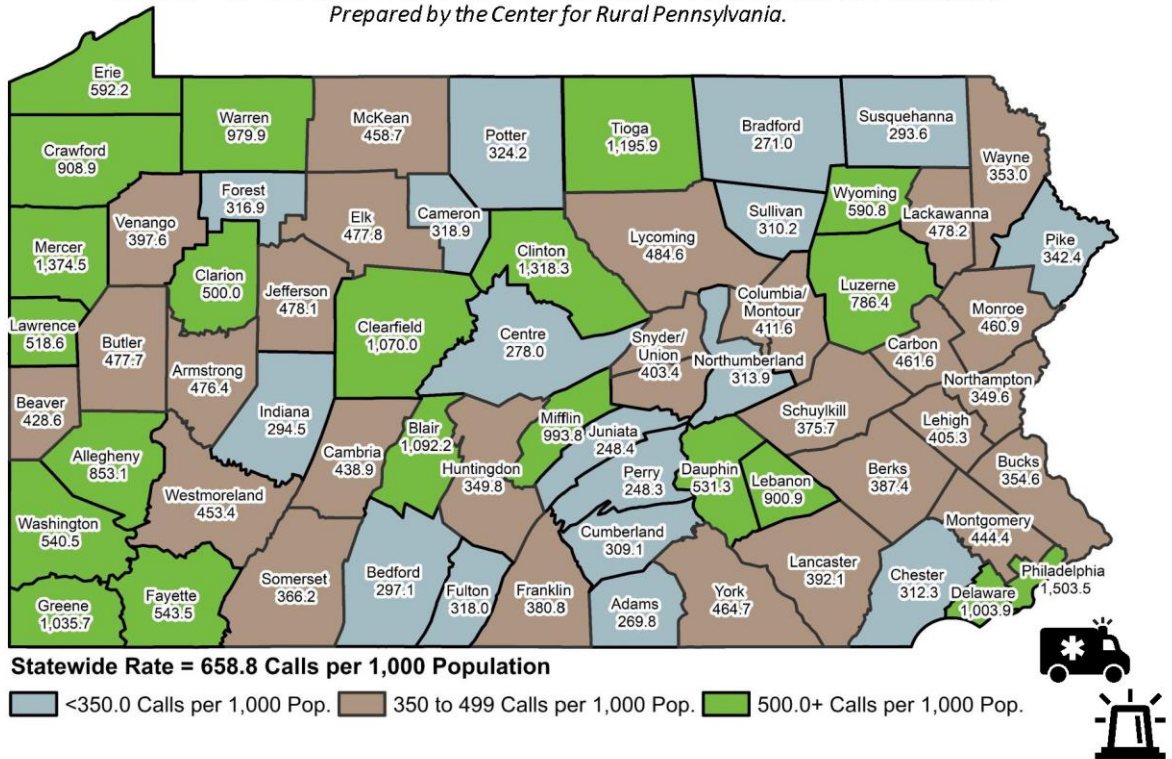 Prepared by the Center for Rural Pennsylvania.
Erie
592.2
Warren
979.9
McKean
458.7
Potter
324.2
Tioga
1,195.9
Bradford
271.0
Susquehanna
293.6
Crawford
908.9
Wayne
353.0
Forest
316.9
Wyoming
590.8
Venango
397.6
Elk
477.8
Cameron
318.9
Sullivan
310.2
Lackawanna
478.2
Mercer
1,374.5
Clarion
500.0
Clinton
1,318.3
Lycoming
484.6
Pike
342.4
Jefferson
478.1
Luzerne
786.4
Columbia/
Montour
411.6
Monroe
460.9
Lawrence
518.6
Butler
477.7
Clearfield
1,070.0
Centre
278.0
Snyder/
Union
403.4
Northumberland
313.9
Carbon
461.6
Armstrong
476.4
Northampton
349.6
Beaver
428.6
Indiana
294.5
Schuylkill
375.7
Lehigh
405.3
Mifflin
993.8
Juniata
248.4
Blair
1,092.2
Cambria
438.9
Allegheny
853.1
Huntingdon
349.8
Perry
248.3
Dauphin
531.3
Lebanon
900.9
Berks
387.4
Bucks
354.6
Westmoreland
453.4
Washington
540.5
Cumberland
309.1
Montgomery
444.4
Lancaster
392.1
Philadelphia
1,503.5
Greene
1,035.7
Fayette
543.5
Somerset
366.2
Bedford
297.1
Fulton
318.0
Franklin
380.8
Adams
269.8
York
464.7
Chester
312.3
Delaware
1,003.9
Statewide Rate = 658.8 Calls per 1,000 Population
<350.0 Calls per 1,000 Pop.
350 to 499 Calls per 1,000 Pop.
500.0+ Calls per 1,000 Pop.